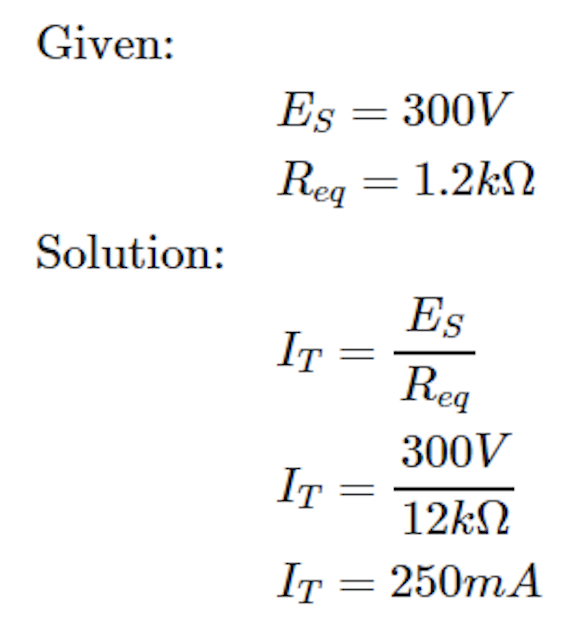 Given:
E_S = 300V
R_eq = 1.2kΩ
Solution:
I_T = E_S / R_eq
I_T = 300V / 12kΩ
I_T = 250mA